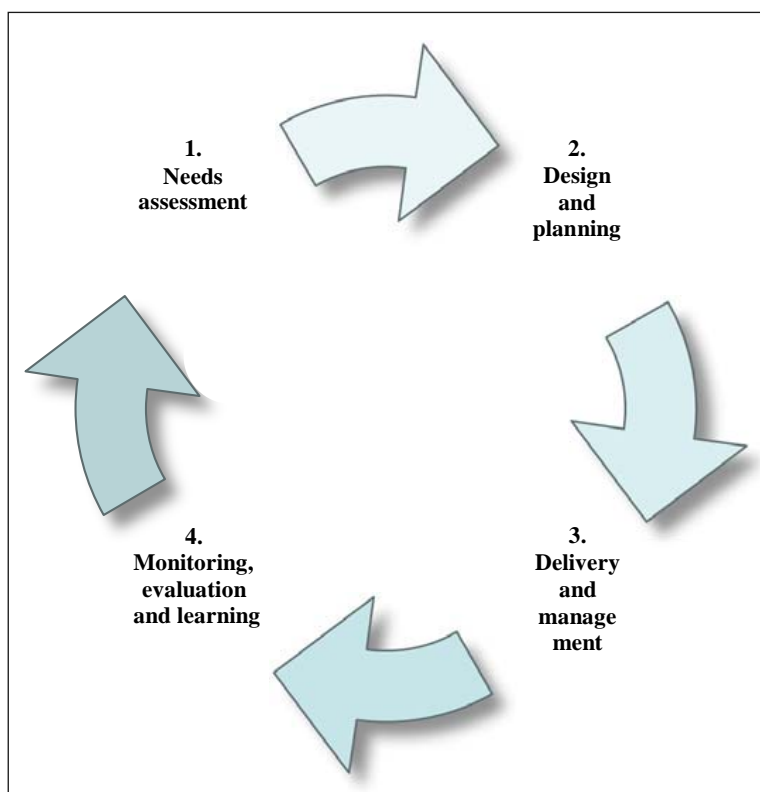 1.
Needs
assessment
2.
Design
and
planning
3.
Delivery
and
manage
ment
4.
Monitoring,
evaluation
and learning